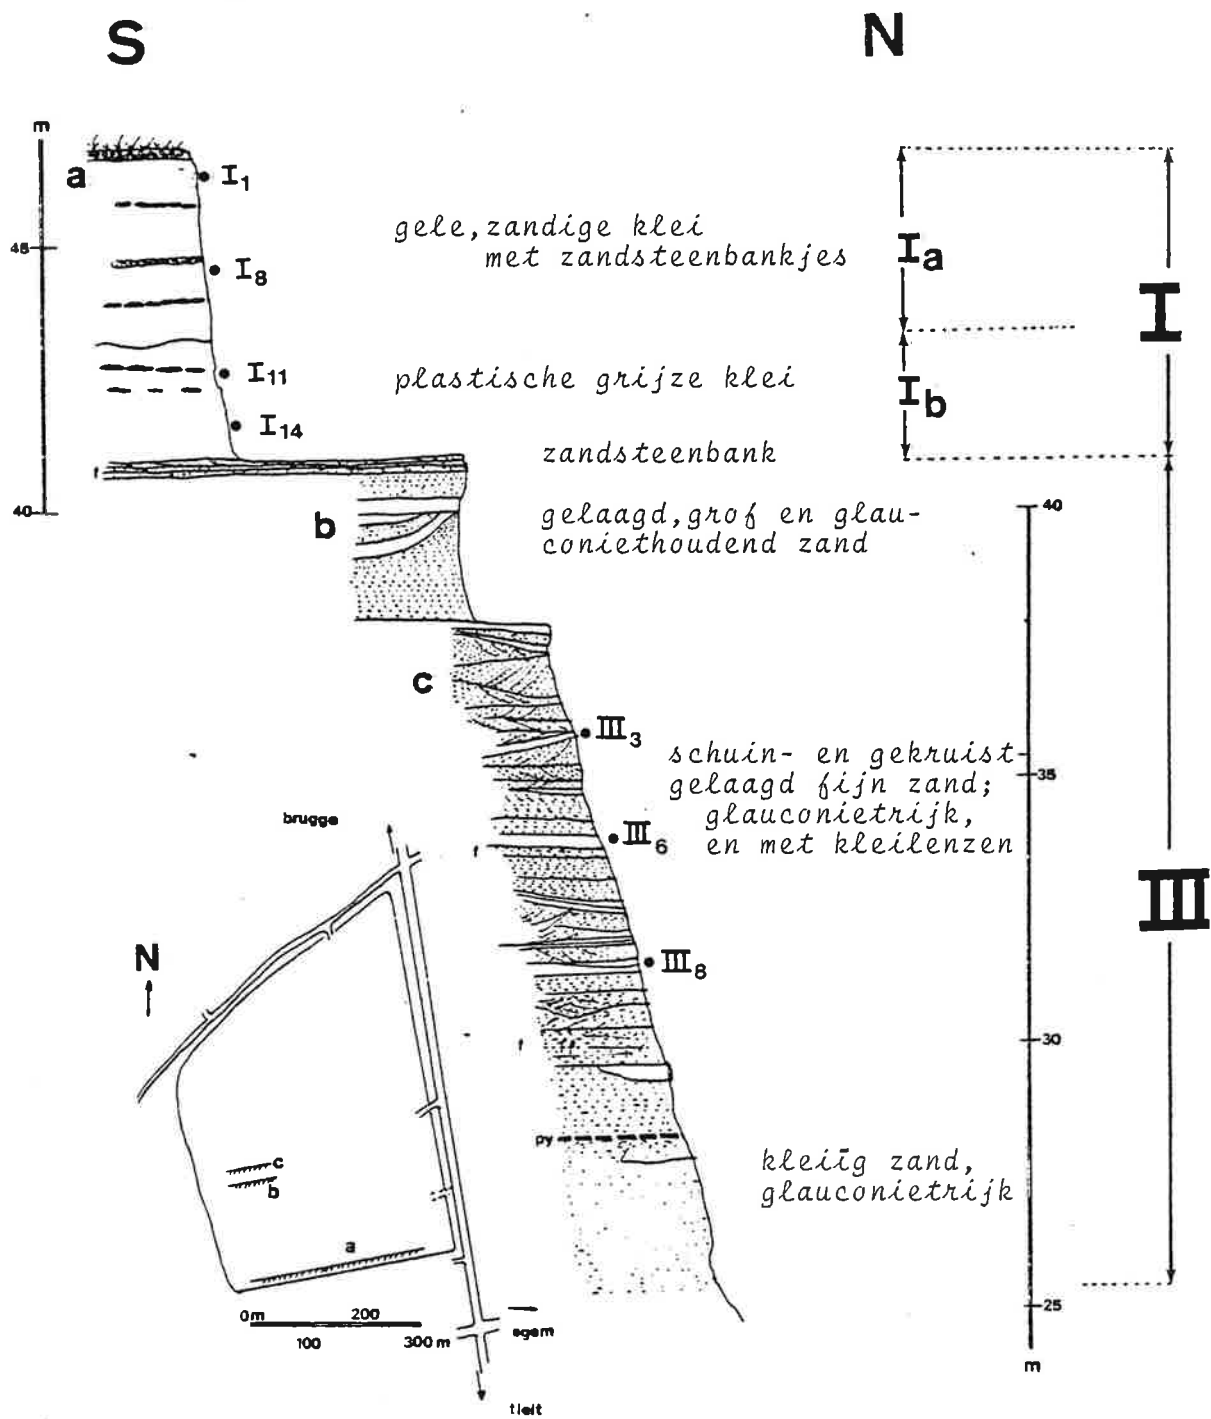 S
N
m
a
I1
45
gele, zandige klei
met zandsteenbankjes
Ia
I8
I
I11
plastische grijze klei
Ib
I14
zandsteenbank
f
40
b
gelaagd, grof en glau-
coniethoudend zand
40
c
III3
schuin- en gekruist
gelaagd fijn zand;
glauconietrijk,
en met kleilenzen
35
brugge
III6
f
III
N
III8
30
f
ff
py
kleiïg zand,
glauconietrijk
c
b
a
0m 200
100 300 m
egem
25
m
tielt